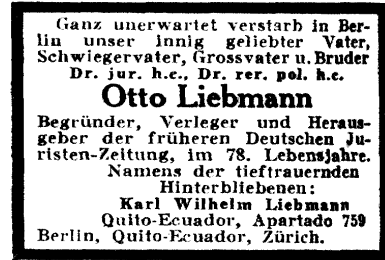 Ganz unerwartet verstarb in Ber-
lin unser innig geliebter Vater,
Schwiegervater, Grossvater u. Bruder
Dr. jur. h.c., Dr. rer. pol. h.c.
Otto Liebmann
Begründer, Verleger und Heraus-
geber der früheren Deutschen Ju-
risten-Zeitung, im 78. Lebensjahre.
Namens der tieftrauernden
Hinterbliebenen:
Karl Wilhelm Liebmann
Quito-Ecuador, Apartado 759
Berlin, Quito-Ecuador, Zürich.